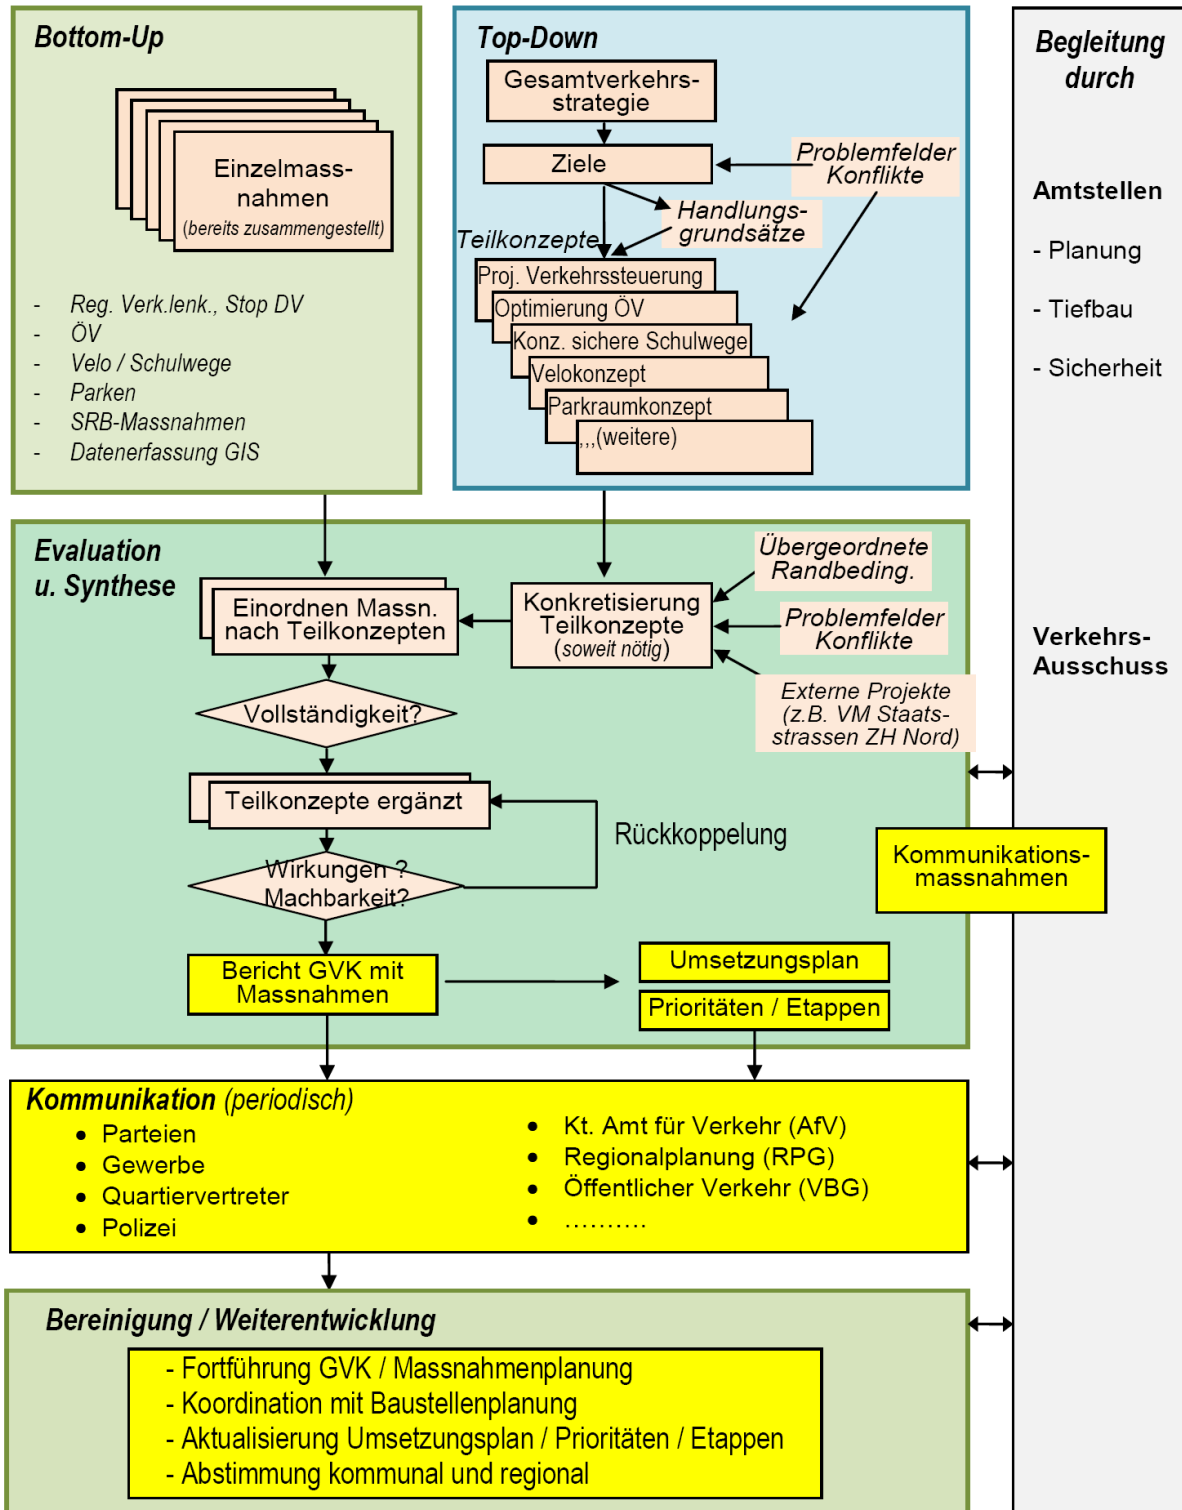 Bottom-Up
Einzelmass-
nahmen
(bereits zusammengestellt)
- Reg. Verk.lenk., Stop DV
- ÖV
- Velo / Schulwege
- Parken
- SRB-Massnahmen
- Datenerfassung GIS
Top-Down
Gesamtverkehrs-
strategie
Ziele
Problemfelder
Konflikte
Handlungs-
grundsätze
Teilkonzepte
Proj. Verkehrssteuerung
Optimierung ÖV
Konz. sichere Schulwege
Velokonzept
Parkraumkonzept
,,,(weitere)
Begleitung
durch
Amtstellen
- Planung
- Tiefbau
- Sicherheit
Verkehrs-
Ausschuss
Evaluation
u. Synthese
Einordnen Massn.
nach Teilkonzepten
Konkretisierung
Teilkonzepte
(soweit nötig)
Übergeordnete
Randbeding.
Problemfelder
Konflikte
Externe Projekte
(z.B. VM Staats-
strassen ZH Nord)
Vollständigkeit?
Teilkonzepte ergänzt
Rückkoppelung
Wirkungen ?
Machbarkeit?
Kommunikations-
massnahmen
Bericht GVK mit
Massnahmen
Umsetzungsplan
Prioritäten / Etappen
Kommunikation (periodisch)
• Parteien
• Gewerbe
• Quartiervertreter
• Polizei
• Kt. Amt für Verkehr (AfV)
• Regionalplanung (RPG)
• Öffentlicher Verkehr (VBG)
• ..........
Bereinigung / Weiterentwicklung
- Fortführung GVK / Massnahmenplanung
- Koordination mit Baustellenplanung
- Aktualisierung Umsetzungsplan / Prioritäten / Etappen
- Abstimmung kommunal und regional